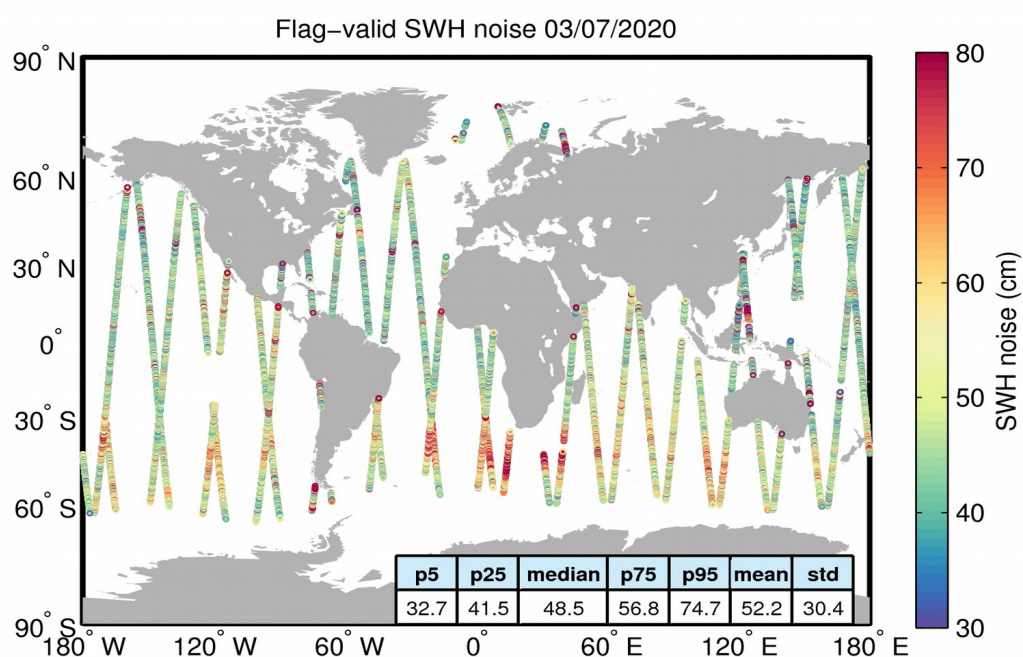 Flag−valid SWH noise 03/07/2020
90° N
60° N
30° N
0°
30° S
60° S
90° S
180° W
120° W
60° W
0°
60° E
120° E
180° E
80
70
60
50
40
30
SWH noise (cm)
p5 p25 median p75 p95 mean std
32.7 41.5 48.5 56.8 74.7 52.2 30.4